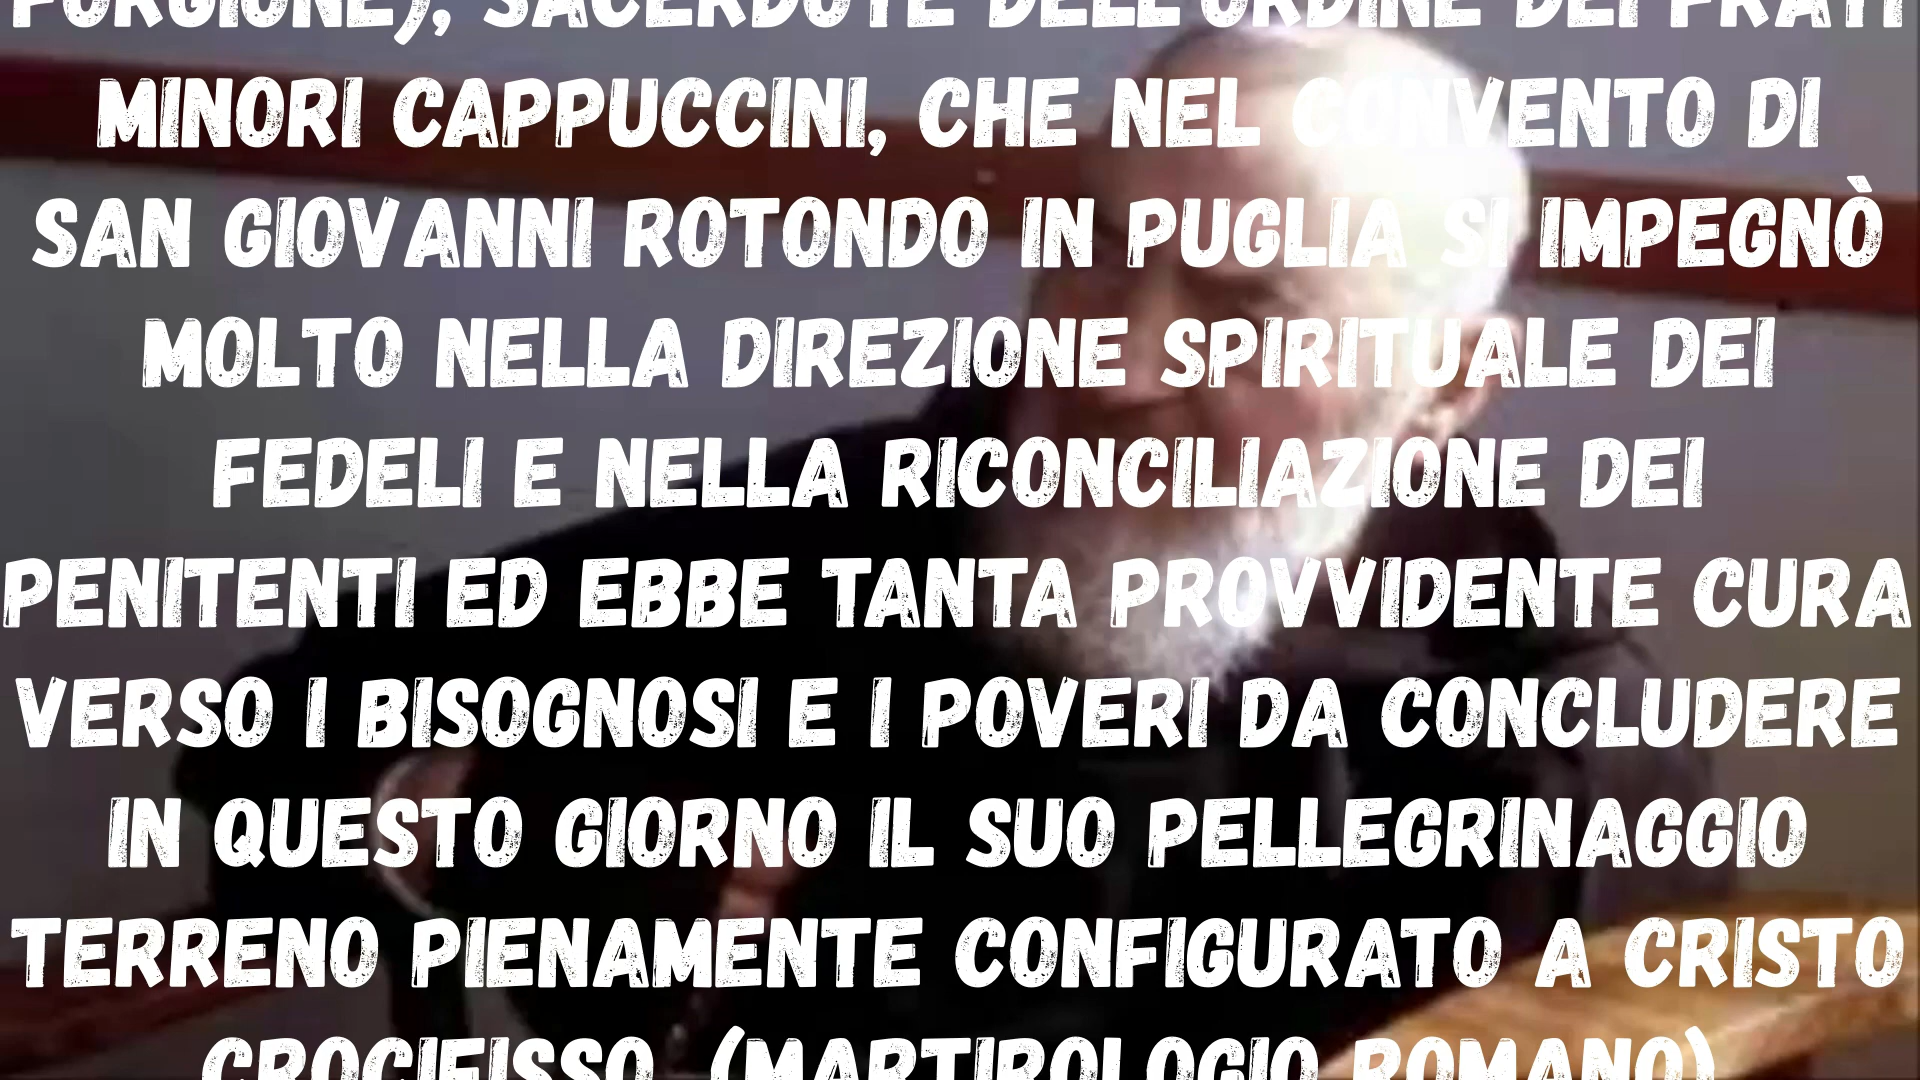 FORGIONE), SACERDOTE DELL'ORDINE DEI FRATI
MINORI CAPPUCCINI, CHE NEL CONVENTO DI
SAN GIOVANNI ROTONDO IN PUGLIA SI IMPEGNÒ
MOLTO NELLA DIREZIONE SPIRITUALE DEI
FEDELI E NELLA RICONCILIAZIONE DEI
PENITENTI ED EBBE TANTA PROVVIDENTE CURA
VERSO I BISOGNOSI E I POVERI DA CONCLUDERE
IN QUESTO GIORNO IL SUO PELLEGRINAGGIO
TERRENO PIENAMENTE CONFIGURATO A CRISTO
CROCIFISSO. (MARTIROLOGIO ROMANO)